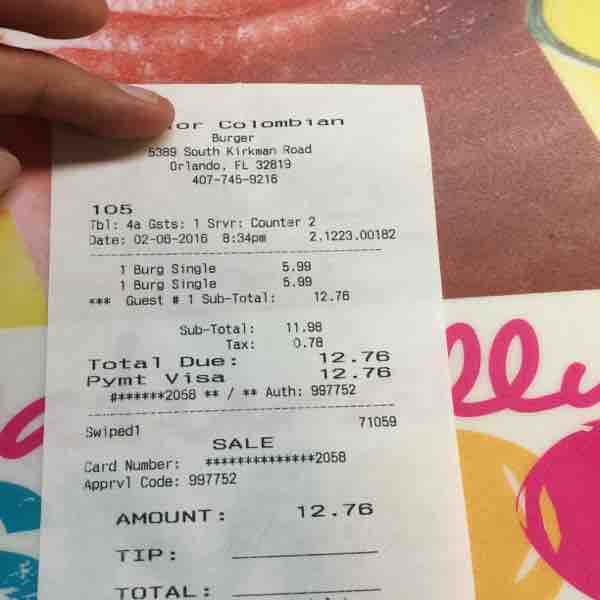 Colombian
Burger
5389 South Kirkman Road
Orlando, FL 32819
407-745-9216
105
Tbl: 4a Gsts: 1 Srvr: Counter 2
Date: 02-06-2016 8:34pm 2.1223.00182
1 Burg Single 5.99
1 Burg Single 5.99
*** Guest # 1 Sub-Total: 12.76
Sub-Total: 11.98
Tax: 0.78
Total Due: 12.76
Pymt Visa 12.76
#******2058 ** / ** Auth: 997752
Swiped1 71059
SALE
Card Number: **************2058
Apprvl Code: 997752
AMOUNT: 12.76
TIP:
TOTAL: